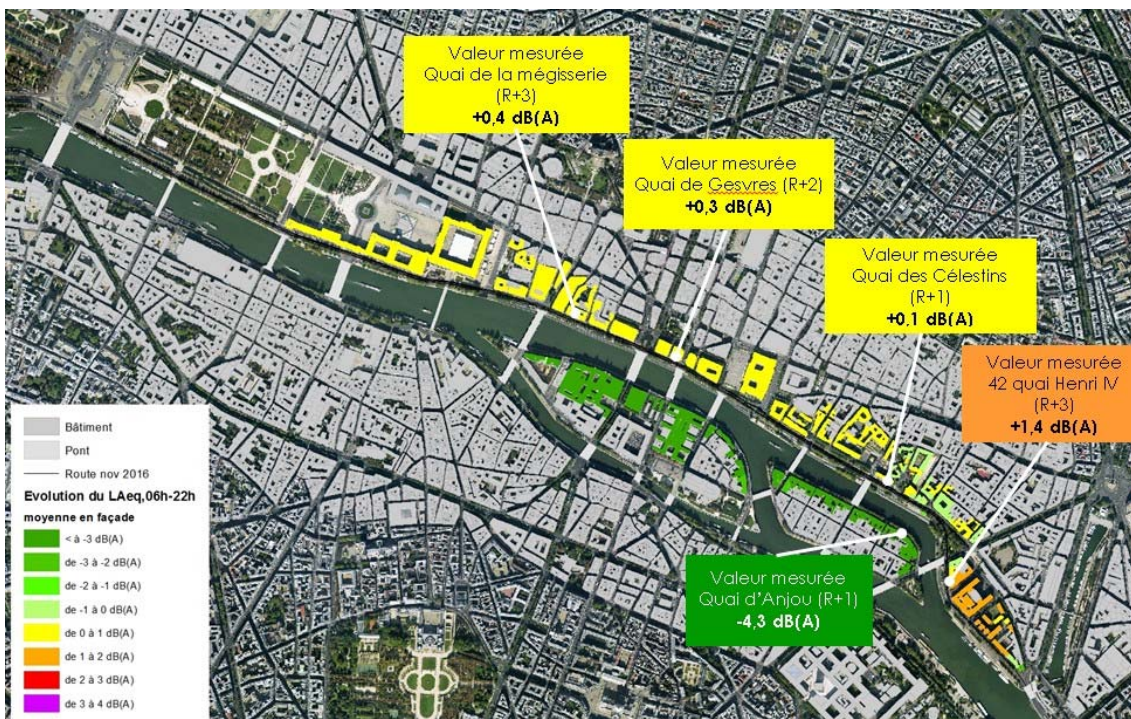 Valeur mesurée
Quai de la mégisserie
(R+3)
+0,4 dB(A)
Valeur mesurée
Quai de Gesvres (R+2)
+0,3 dB(A)
Valeur mesurée
Quai des Célestins
(R+1)
+0,1 dB(A)
Valeur mesurée
42 quai Henri IV
(R+3)
+1,4 dB(A)
Valeur mesurée
Quai d'Anjou (R+1)
-4,3 dB(A)
Bâtiment
Pont
Route nov 2016
Evolution du LAeq,06h-22h
moyenne en façade
< à -3 dB(A)
de -3 à -2 dB(A)
de -2 à -1 dB(A)
de -1 à 0 dB(A)
de 0 à 1 dB(A)
de 1 à 2 dB(A)
de 2 à 3 dB(A)
de 3 à 4 dB(A)